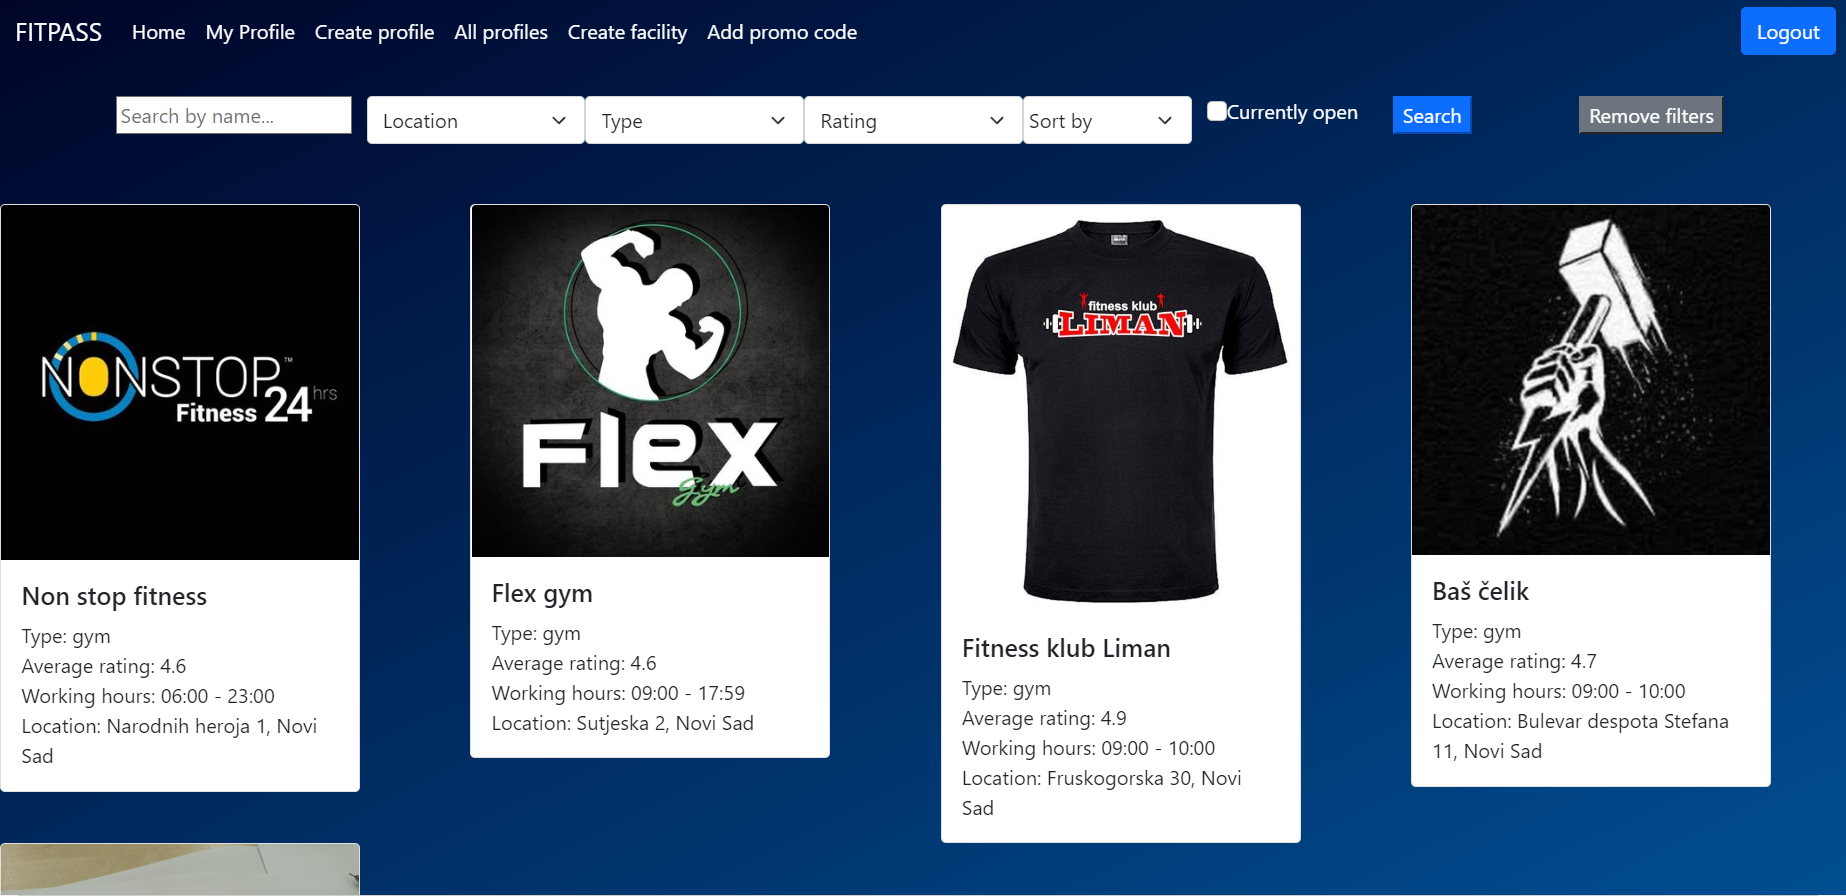 FITPASS Home My Profile Create profile All profiles Create facility Add promo code Logout
Search by name... Location Type Rating Sort by Currently open Search Remove filters
NONSTOP™
Fitness 24 hrs
Non stop fitness
Type: gym
Average rating: 4.6
Working hours: 06:00 - 23:00
Location: Narodnih heroja 1, Novi
Sad
Flex
gym
Flex gym
Type: gym
Average rating: 4.6
Working hours: 09:00 - 17:59
Location: Sutjeska 2, Novi Sad
fitness klub
LIMAN
Fitness klub Liman
Type: gym
Average rating: 4.9
Working hours: 09:00 - 10:00
Location: Fruskogorska 30, Novi
Sad
Baš čelik
Type: gym
Average rating: 4.7
Working hours: 09:00 - 10:00
Location: Bulevar despota Stefana
11, Novi Sad